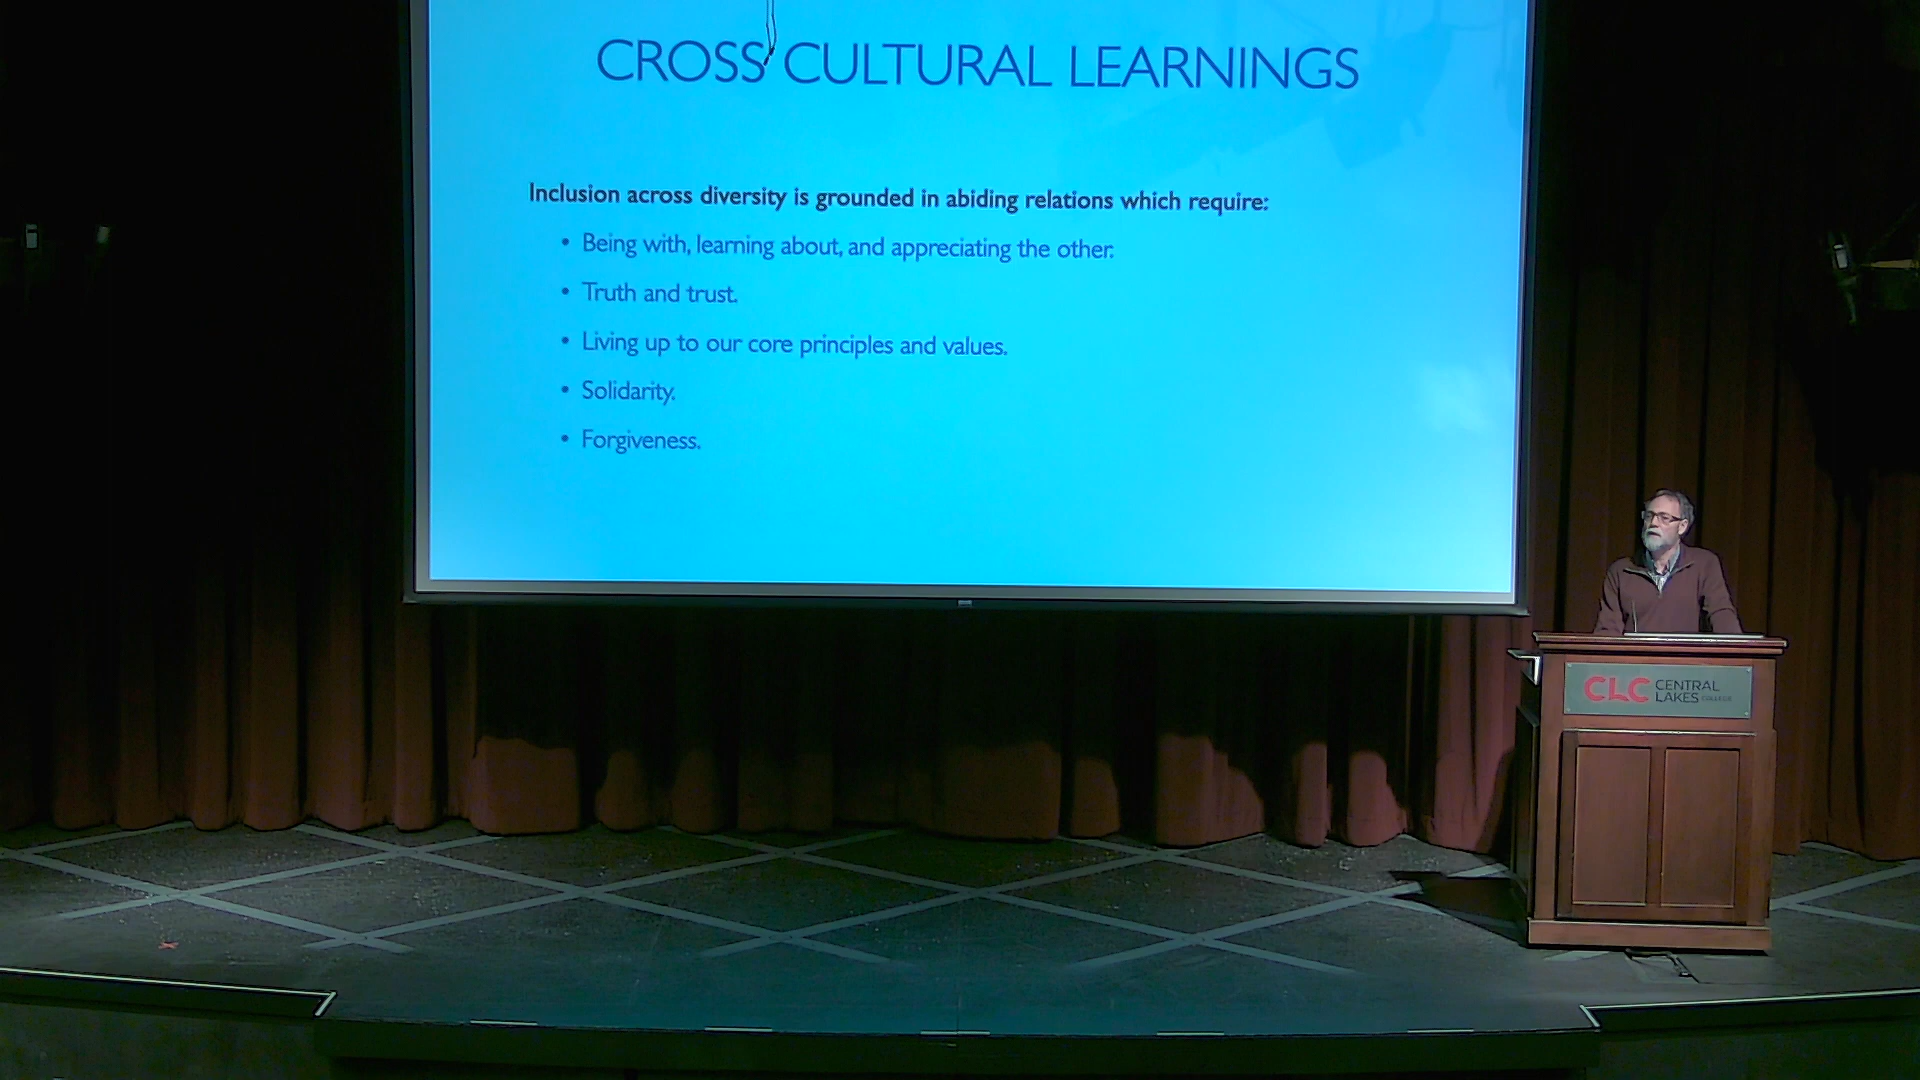 CROSS CULTURAL LEARNINGS
Inclusion across diversity is grounded in abiding relations which require:
• Being with, learning about, and appreciating the other.
• Truth and trust.
• Living up to our core principles and values.
• Solidarity.
• Forgiveness.
CLC CENTRAL
LAKES COLLEGE